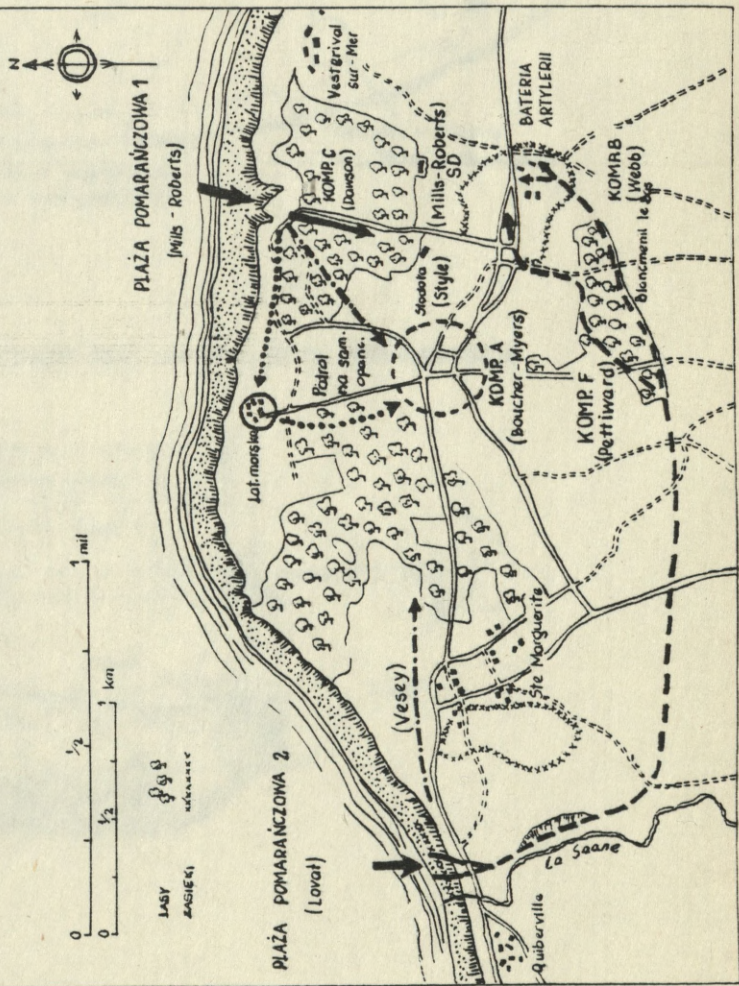 N
PLAŻA POMARAŃCZOWA 1
(Mills - Roberts)
0 1/2 1 mil
0 1/2 1 km
LASY
ZASIEKI
PLAŻA POMARAŃCZOWA 2
(Lovat)
Lat. morska
Vesterival
sur-Mer
KOMP. C
(Dawson)
(Mills-Roberts)
SD
BATERIA
ARTYLERII
Patrol
na sam.
opanc.
Stodoła
(Style)
KOMP. A
(Boucher-Myers)
KOMP. B
(Webb)
KOMP. F
(Pettiward)
Blancmenil le Bas
(Vesey)
Ste Marguerite
La Saane
Quiberville